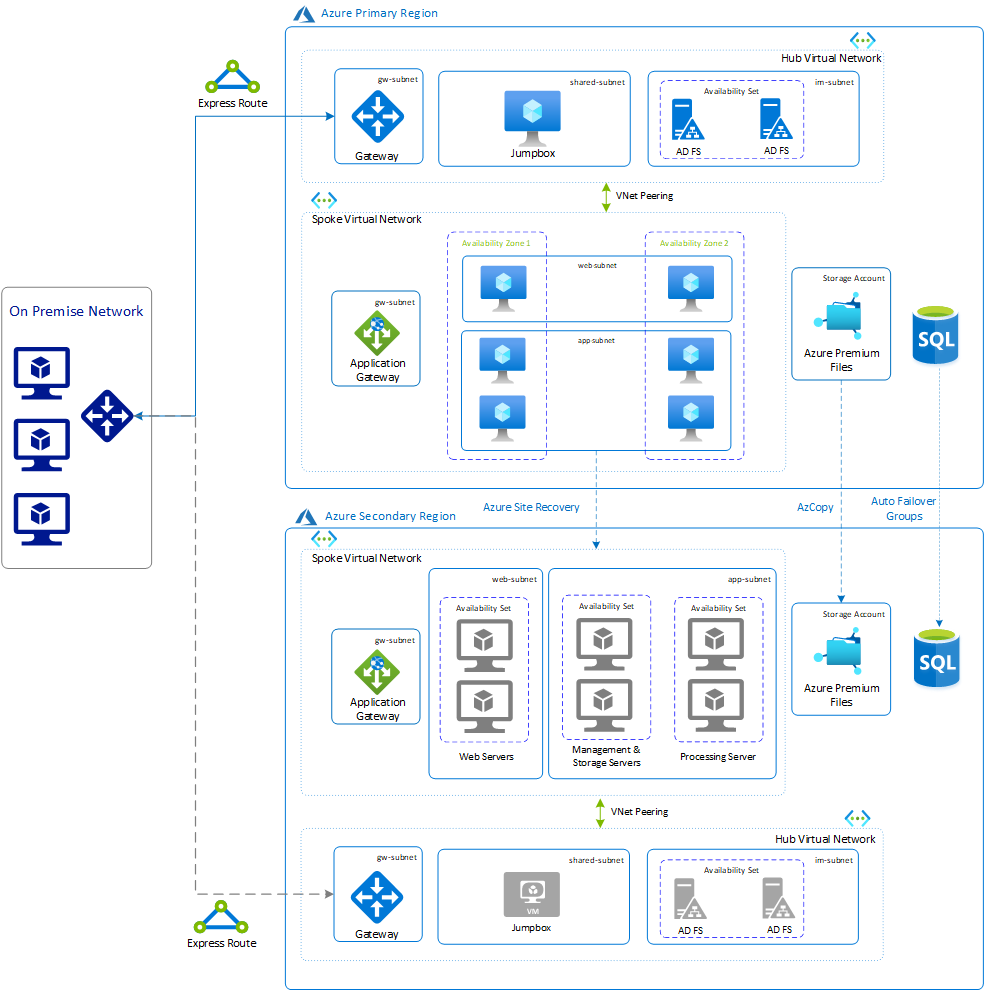 Azure Primary Region
Hub Virtual Network
Express Route
gw-subnet
Gateway
shared-subnet
Jumpbox
im-subnet
Availability Set
AD FS
AD FS
VNet Peering
Spoke Virtual Network
Availability Zone 1
Availability Zone 2
web-subnet
gw-subnet
Application
Gateway
app-subnet
Storage Account
Azure Premium
Files
SQL
On Premise Network
Azure Site Recovery
AzCopy
Auto Failover
Groups
Azure Secondary Region
Spoke Virtual Network
gw-subnet
Application
Gateway
web-subnet
Availability Set
Web Servers
app-subnet
Availability Set
Management &
Storage Servers
Availability Set
Processing Server
Storage Account
Azure Premium
Files
SQL
VNet Peering
Hub Virtual Network
gw-subnet
Gateway
shared-subnet
VM
Jumpbox
im-subnet
Availability Set
AD FS
AD FS
Express Route